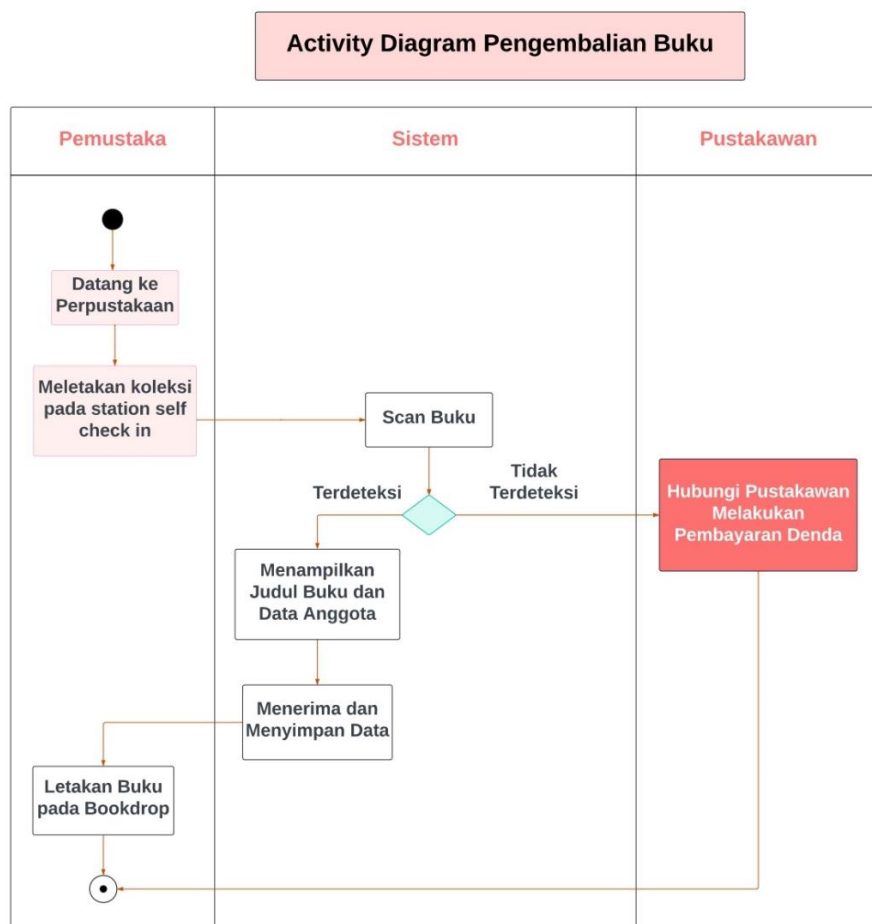 Activity Diagram Pengembalian Buku
Pemustaka
Sistem
Pustakawan
Datang ke
Perpustakaan
Meletakan koleksi
pada station self
check in
Scan Buku
Terdeteksi
Tidak
Terdeteksi
Hubungi Pustakawan
Melakukan
Pembayaran Denda
Menampilkan
Judul Buku dan
Data Anggota
Menerima dan
Menyimpan Data
Letakan Buku
pada Bookdrop